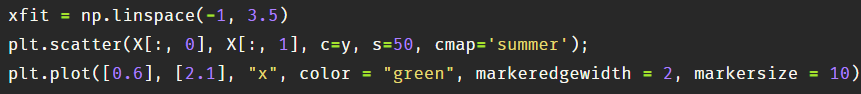 xfit = np.linspace(-1, 3.5)
plt.scatter(X[:, 0], X[:, 1], c=y, s=50, cmap='summer');
plt.plot([0.6], [2.1], "x", color = "green", markeredgewidth = 2, markersize = 10)